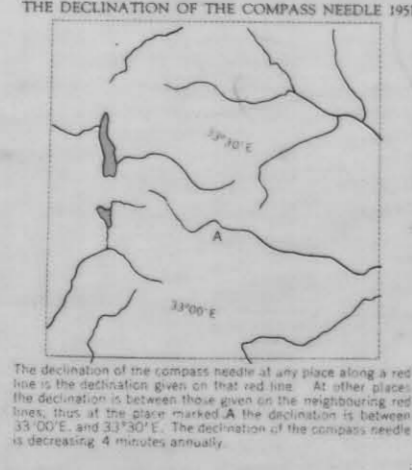 THE DECLINATION OF THE COMPASS NEEDLE 195
33°30'E
A
33°00'E
The declination of the compass needle at any place along a red
line is the declination given on that red line. At other places
the declination is between those given on the neighbouring red
lines, thus at the place marked A the declination is between
33°00'E. and 33°30'E. The declination of the compass needle
is decreasing 4 minutes annually.